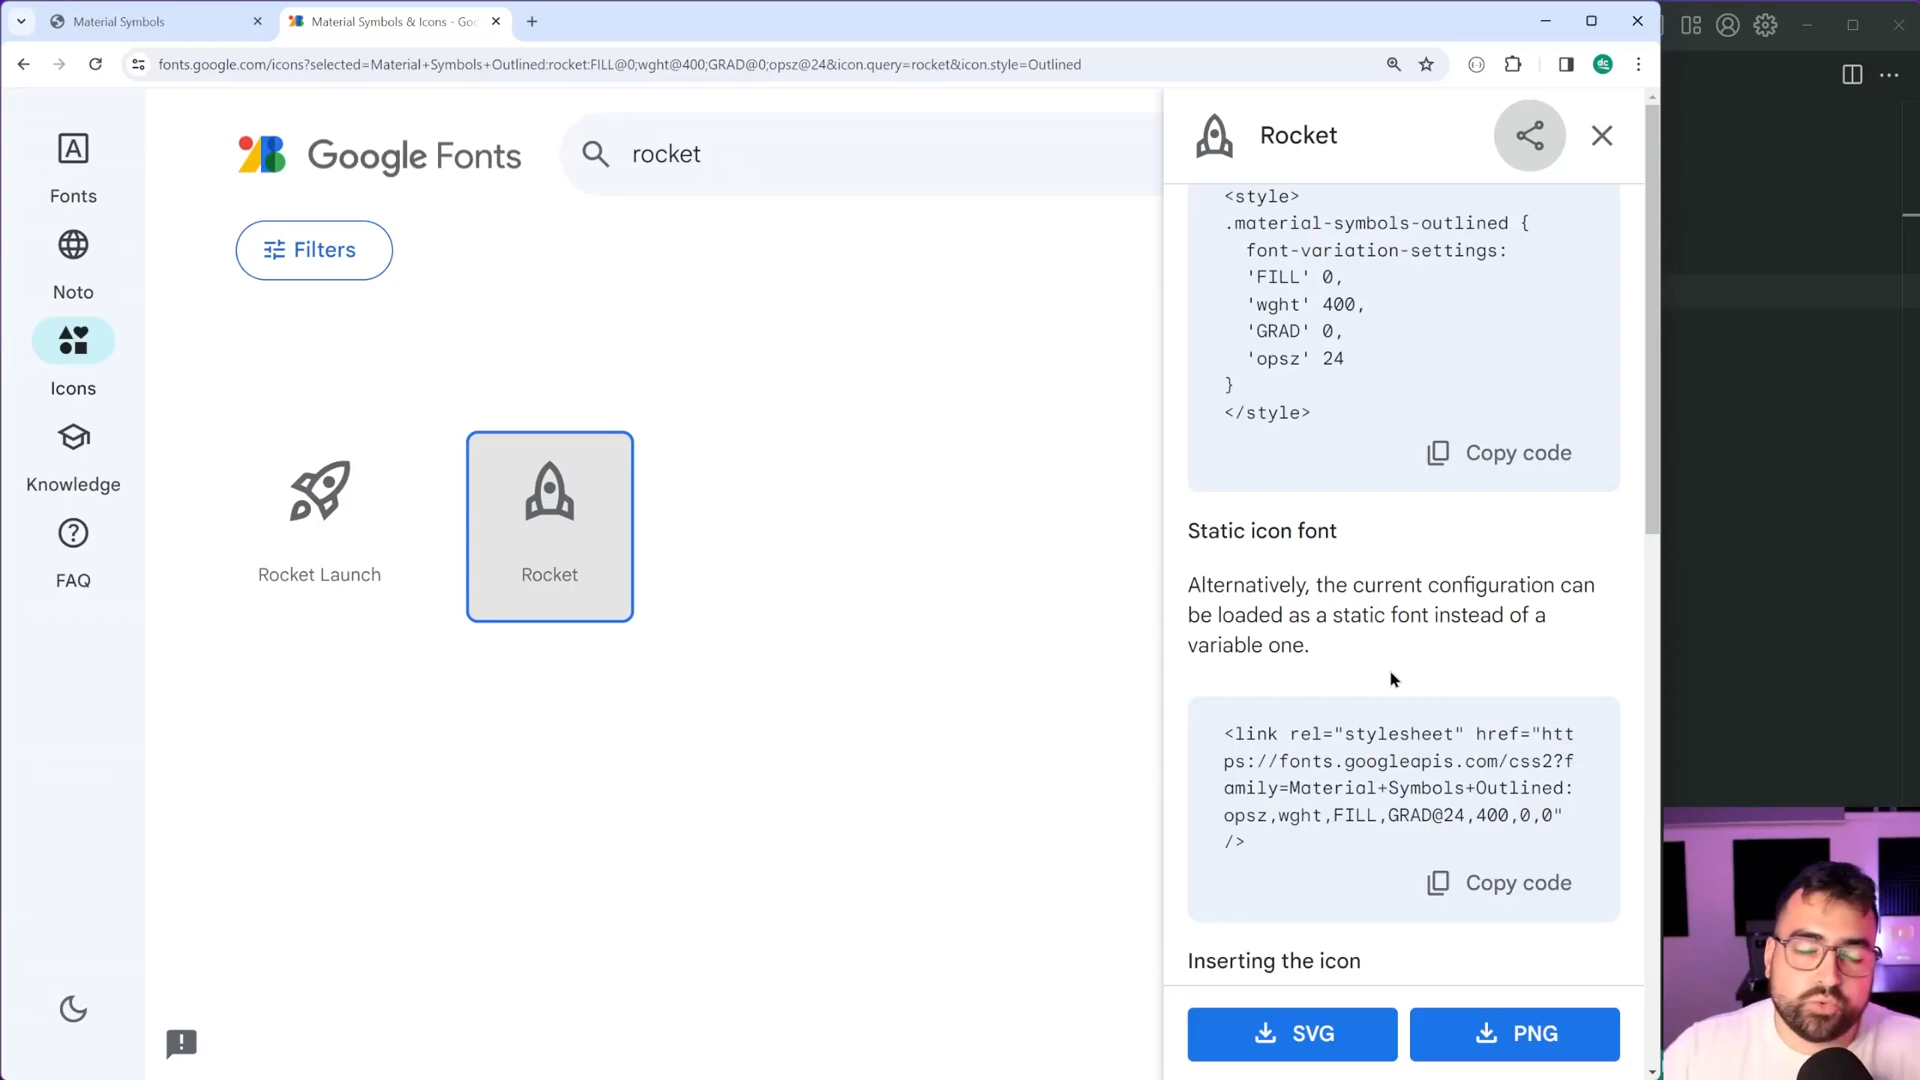 Material Symbols
Material Symbols & Icons - Goo
fonts.google.com/icons?selected=Material+Symbols+Outlined:rocket:FILL@0;wght@400;GRAD@0;opsz@24&icon.query=rocket&icon.style=Outlined
dc
Fonts
Noto
Icons
Knowledge
FAQ
Google Fonts
rocket
Filters
Rocket Launch
Rocket
Rocket
<style>
.material-symbols-outlined {
font-variation-settings:
'FILL' 0,
'wght' 400,
'GRAD' 0,
'opsz' 24
}
</style>
Copy code
Static icon font
Alternatively, the current configuration can
be loaded as a static font instead of a
variable one.
<link rel="stylesheet" href="htt
ps://fonts.googleapis.com/css2?f
amily=Material+Symbols+Outlined:
opsz,wght,FILL,GRAD@24,400,0,0"
/>
Copy code
Inserting the icon
SVG
PNG